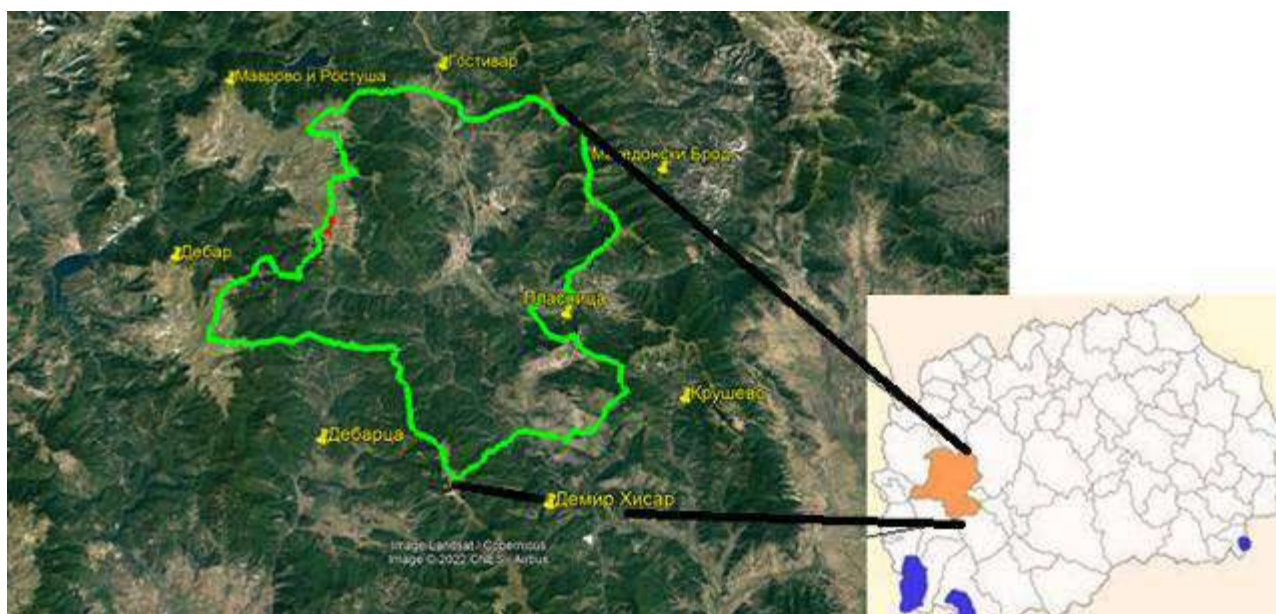 Гостивар
Маврово и Ростуша
Македонски Брод
Дебар
Пласница
Крушево
Дебарца
Демир Хисар
Image Landsat / Copernicus
Image © 2022 CNES / Airbus